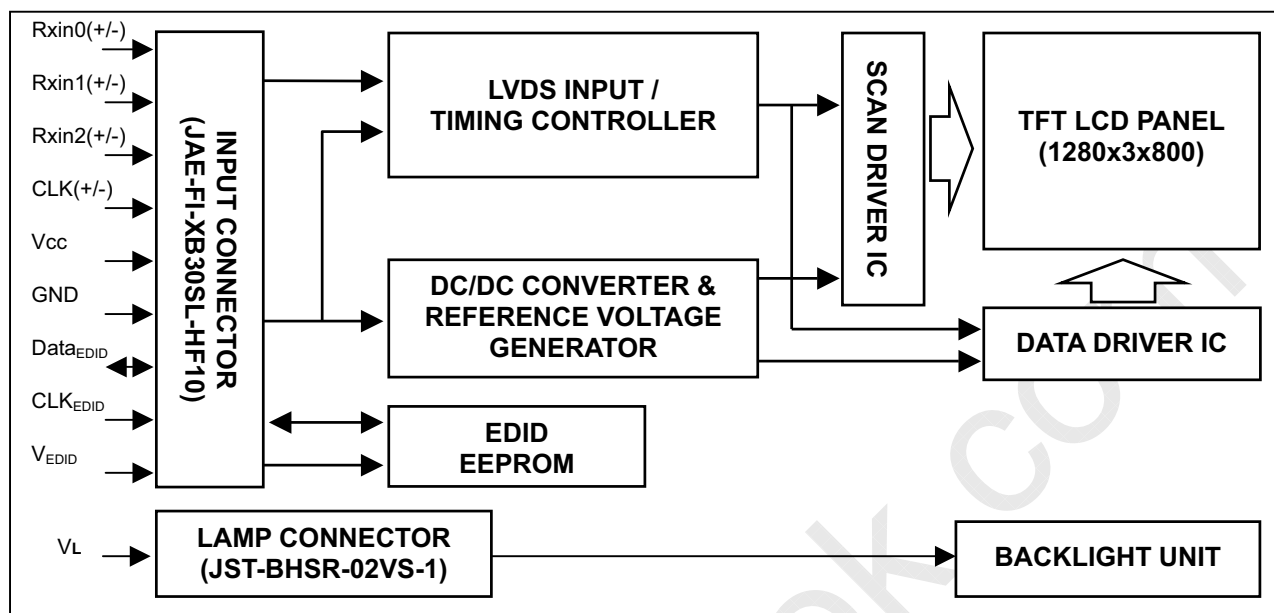 Rxin0(+/-)
Rxin1(+/-)
Rxin2(+/-)
CLK(+/-)
Vcc
GND
DataEDID
CLKEDID
VEDID
INPUT CONNECTOR
(JAE-FI-XB30SL-HF10)
LVDS INPUT /
TIMING CONTROLLER
SCAN DRIVER IC
TFT LCD PANEL
(1280x3x800)
DC/DC CONVERTER &
REFERENCE VOLTAGE
GENERATOR
DATA DRIVER IC
EDID
EEPROM
VL
LAMP CONNECTOR
(JST-BHSR-02VS-1)
BACKLIGHT UNIT